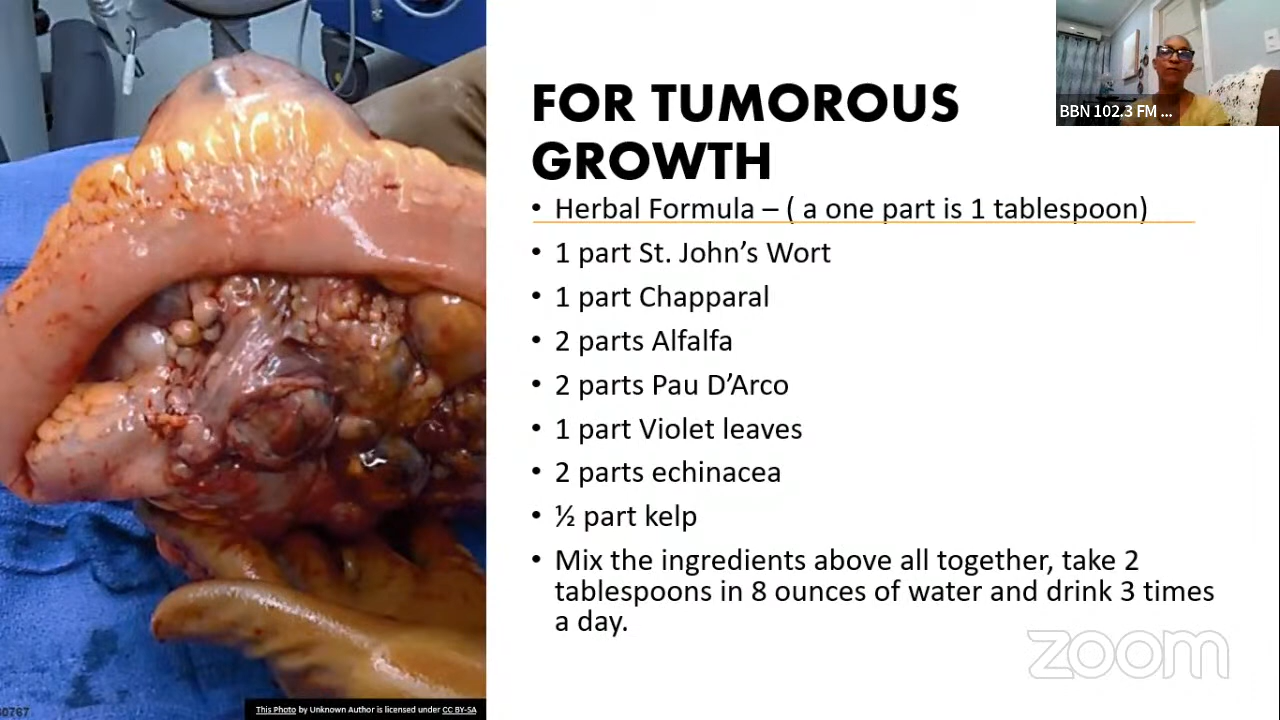 FOR TUMOROUS
GROWTH
BBN 102.3 FM ...
• Herbal Formula – ( a one part is 1 tablespoon)
• 1 part St. John’s Wort
• 1 part Chapparal
• 2 parts Alfalfa
• 2 parts Pau D’Arco
• 1 part Violet leaves
• 2 parts echinacea
• ½ part kelp
• Mix the ingredients above all together, take 2
tablespoons in 8 ounces of water and drink 3 times
a day.
zoom
This Photo by Unknown Author is licensed under CC BY-SA